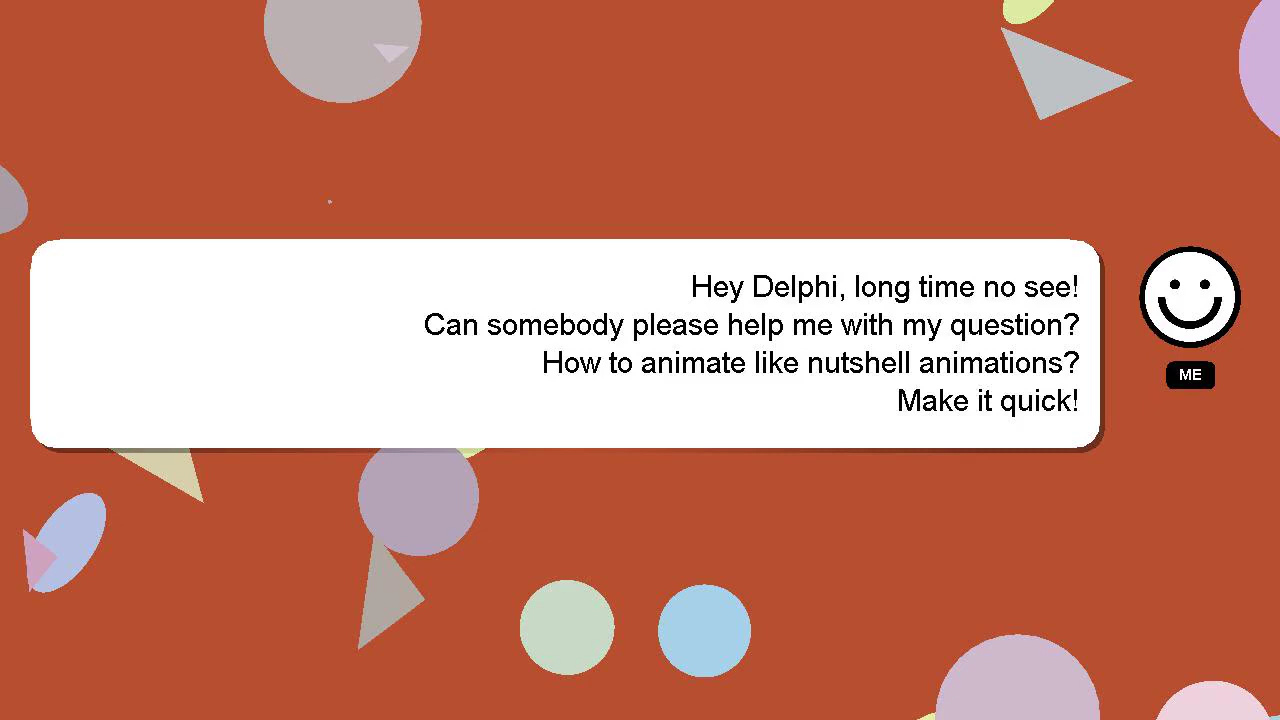 Hey Delphi, long time no see!
Can somebody please help me with my question?
How to animate like nutshell animations?
Make it quick!
ME